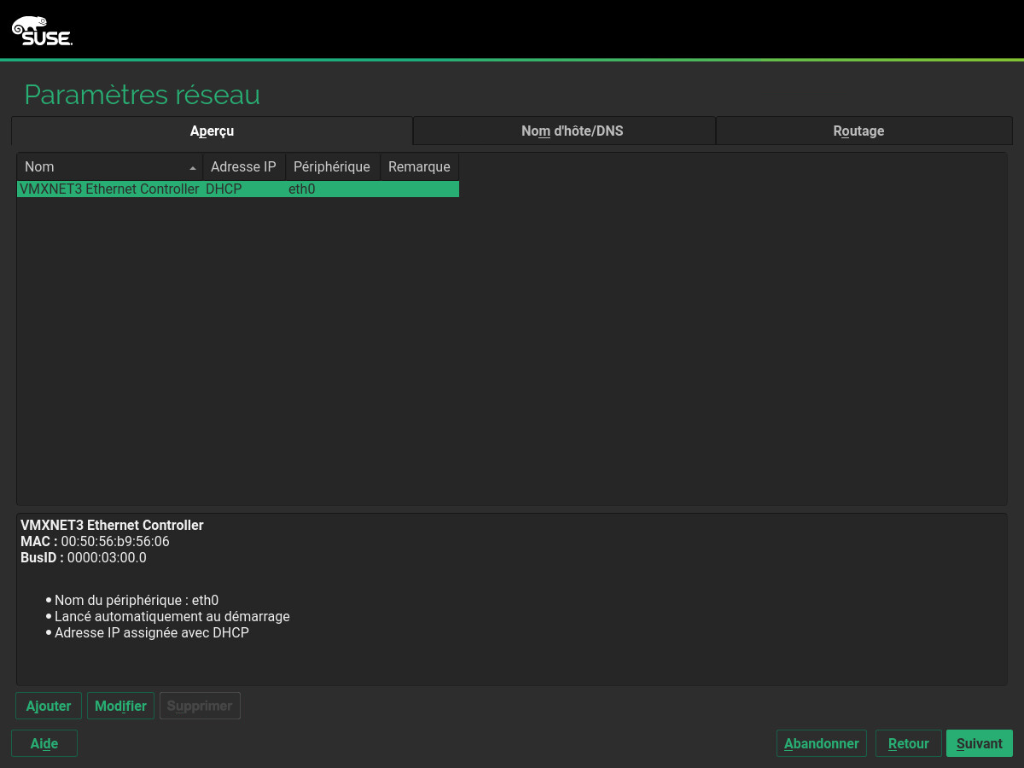 SUSE
Paramètres réseau
Aperçu Nom d'hôte/DNS Routage
Nom Adresse IP Périphérique Remarque
VMXNET3 Ethernet Controller DHCP eth0
VMXNET3 Ethernet Controller
MAC : 00:50:56:b9:56:06
BusID : 0000:03:00.0
• Nom du périphérique : eth0
• Lancé automatiquement au démarrage
• Adresse IP assignée avec DHCP
Ajouter Modifier Supprimer
Aide Abandonner Retour Suivant